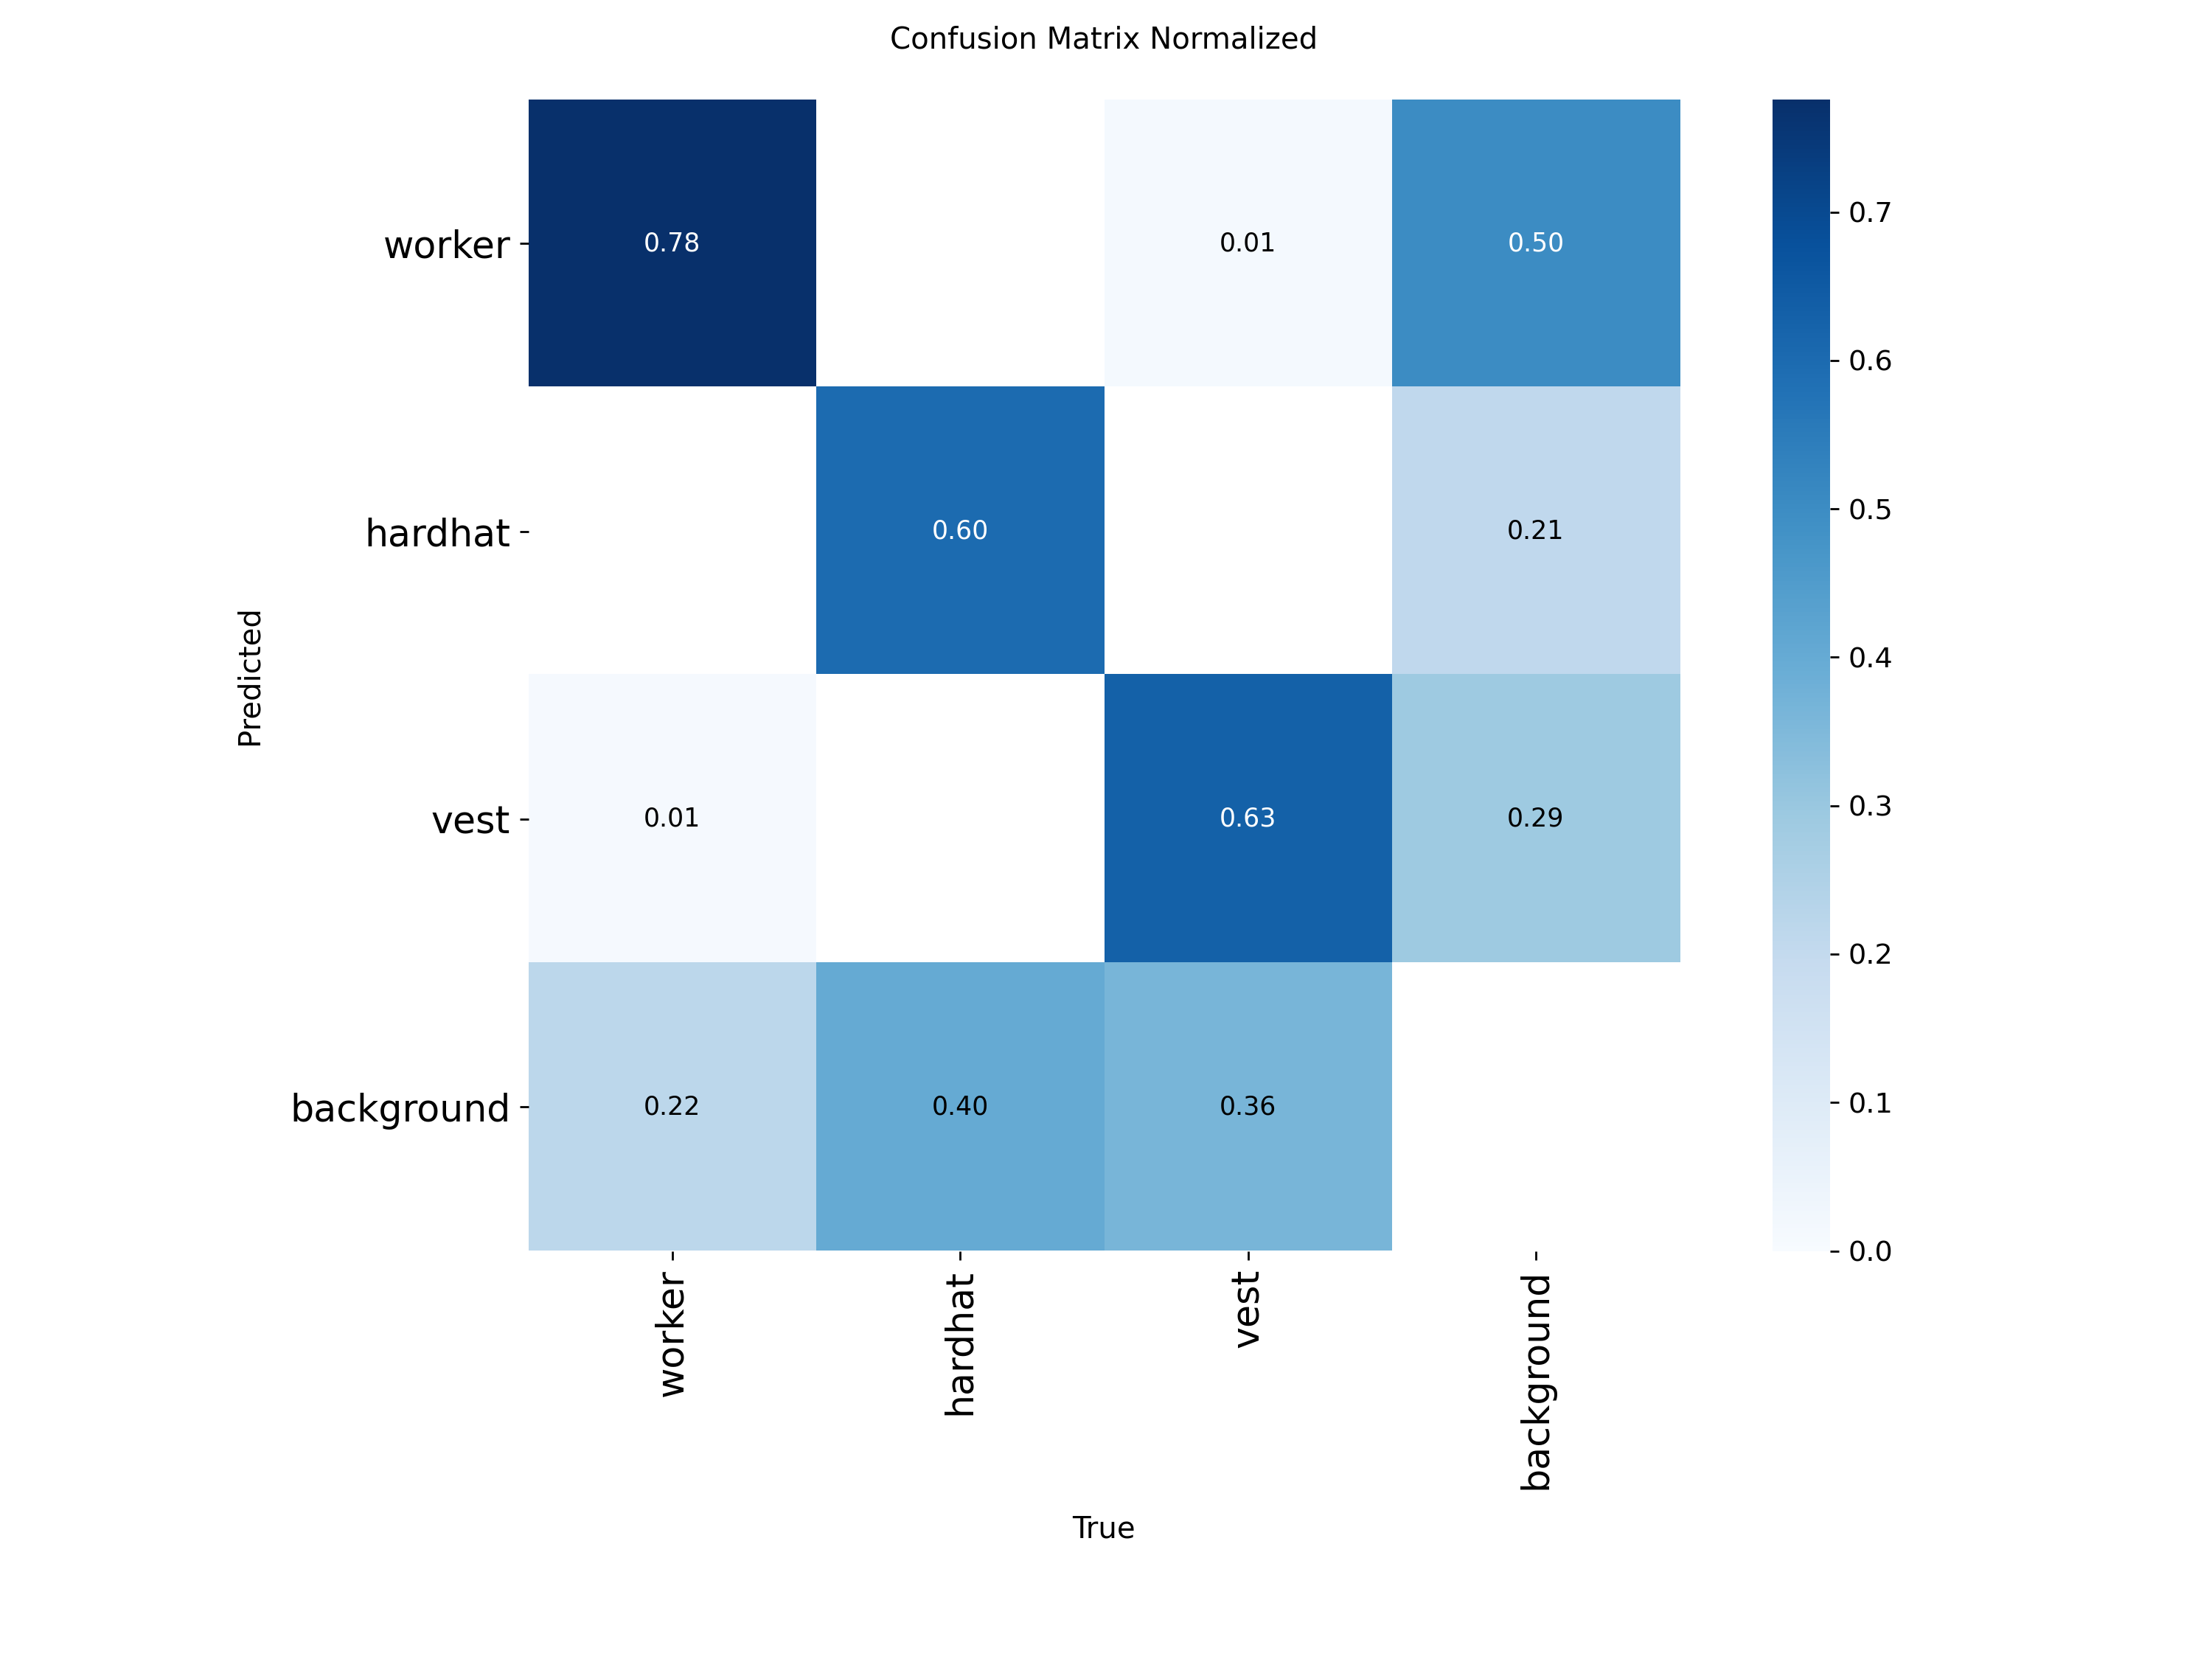 Confusion Matrix Normalized
worker
0.78
0.01
0.50
hardhat
0.60
0.21
vest
0.01
0.63
0.29
background
0.22
0.40
0.36
Predicted
worker
hardhat
vest
background
True
0.7
0.6
0.5
0.4
0.3
0.2
0.1
0.0